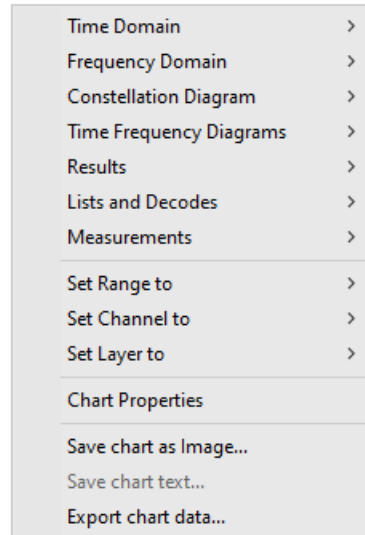 Time Domain
Frequency Domain
Constellation Diagram
Time Frequency Diagrams
Results
Lists and Decodes
Measurements
Set Range to
Set Channel to
Set Layer to
Chart Properties
Save chart as Image...
Save chart text...
Export chart data...